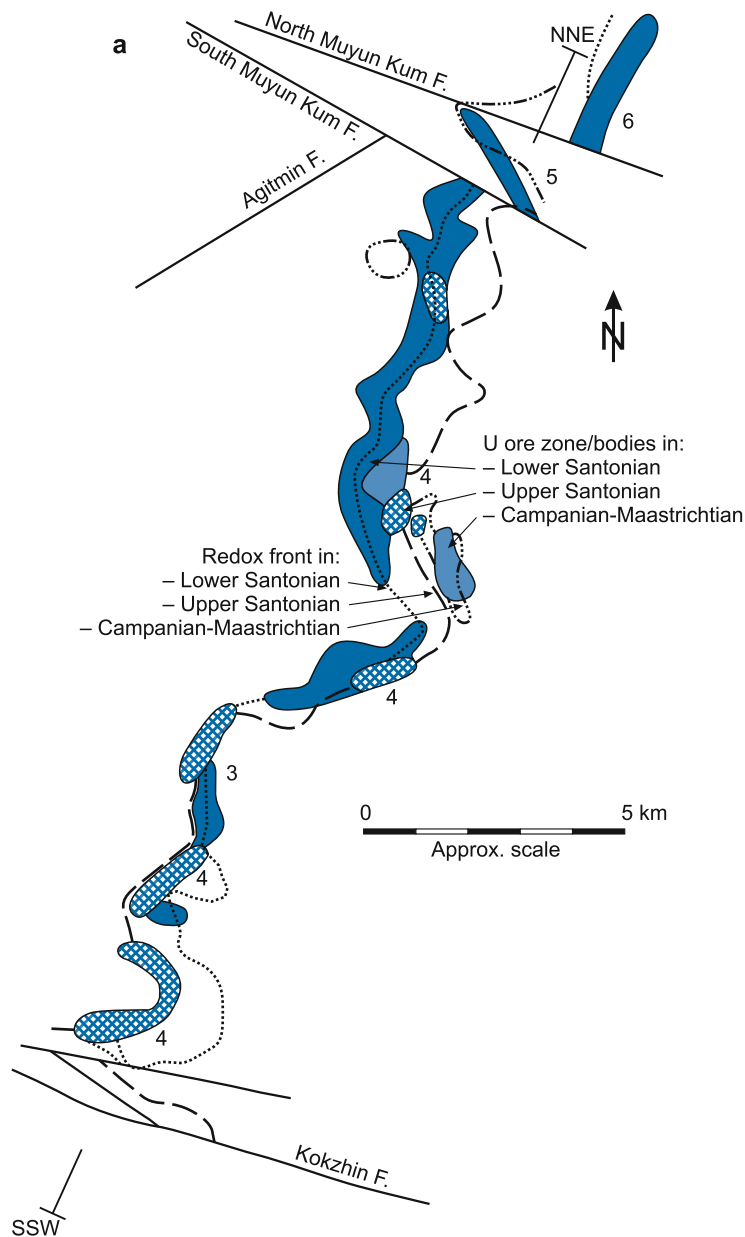 a
North Muyun Kum F.
South Muyun Kum F.
NNE
6
Agitmin F.
5
N
U ore zone/bodies in:
– Lower Santonian
4
– Upper Santonian
– Campanian-Maastrichtian
Redox front in:
– Lower Santonian
– Upper Santonian
– Campanian-Maastrichtian
4
3
0 5 km
Approx. scale
4
4
Kokzhin F.
SSW